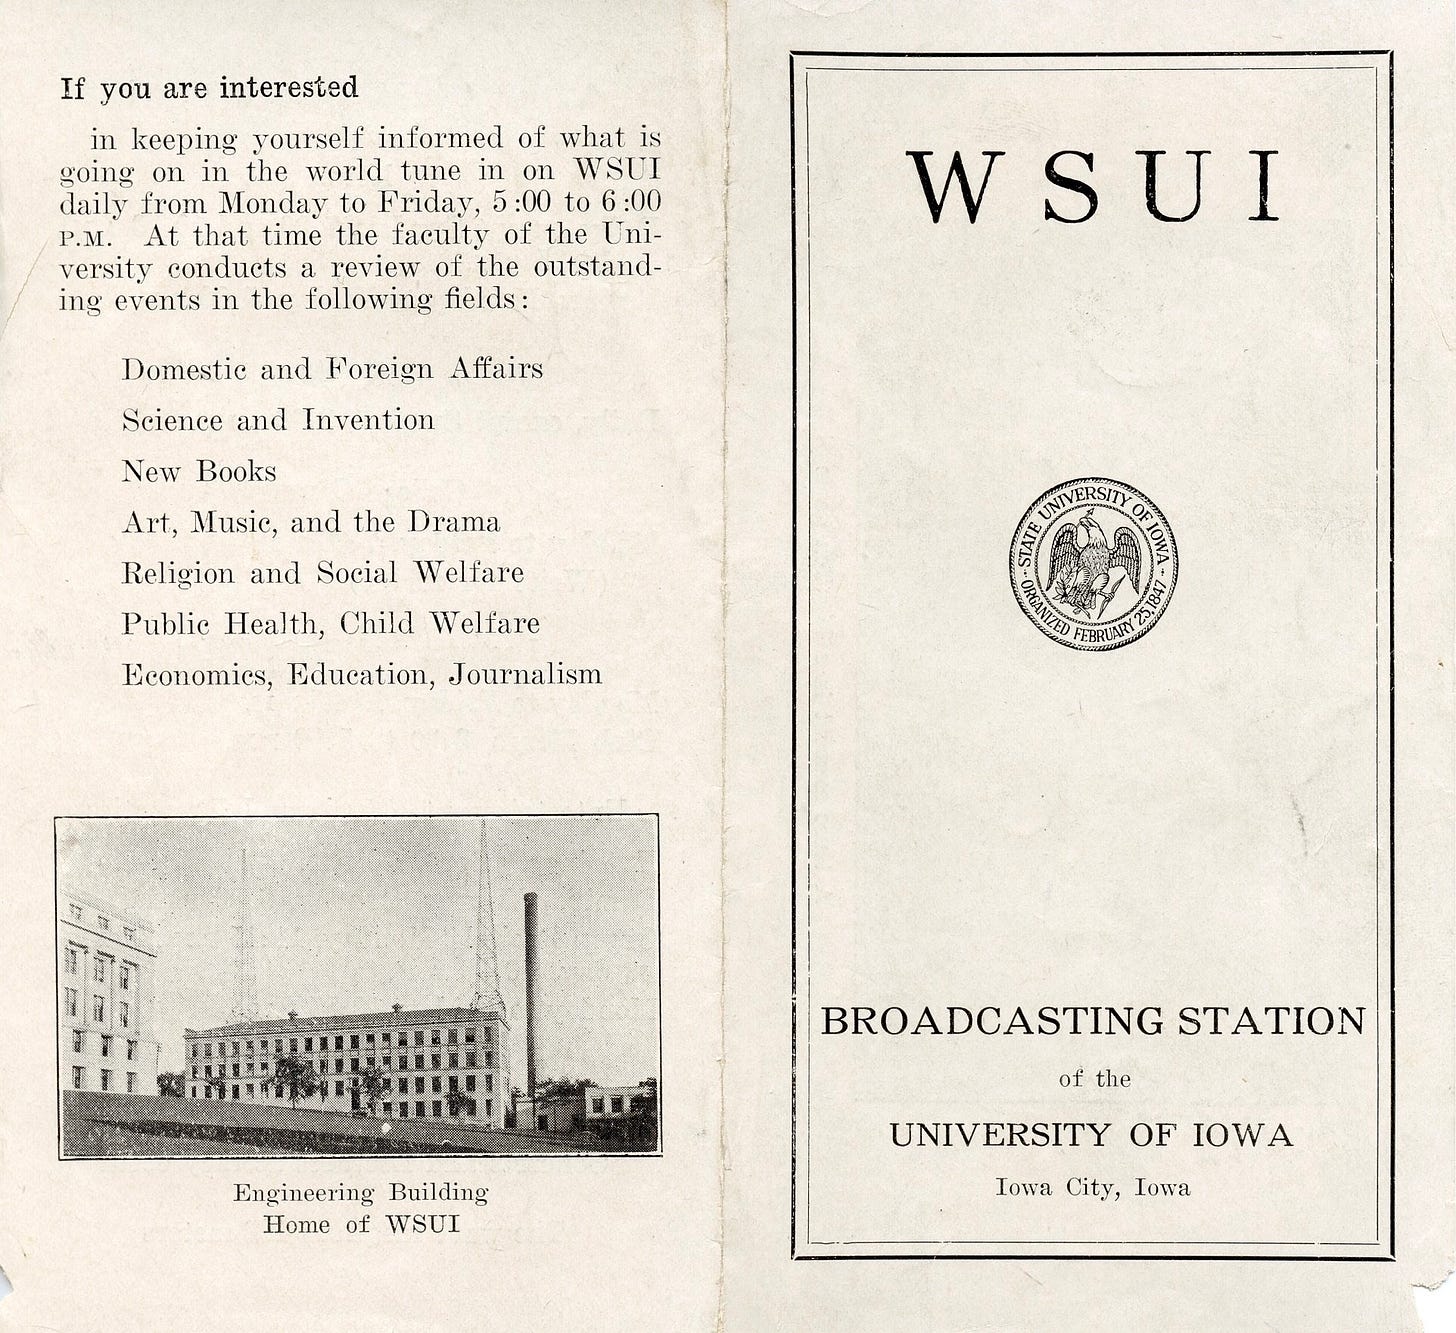 If you are interested
in keeping yourself informed of what is
going on in the world tune in on WSUI
daily from Monday to Friday, 5:00 to 6:00
P.M. At that time the faculty of the Uni-
versity conducts a review of the outstand-
ing events in the following fields:
Domestic and Foreign Affairs
Science and Invention
New Books
Art, Music, and the Drama
Religion and Social Welfare
Public Health, Child Welfare
Economics, Education, Journalism
Engineering Building
Home of WSUI
WSUI
STATE UNIVERSITY OF IOWA
ORGANIZED FEBRUARY 25, 1847
BROADCASTING STATION
of the
UNIVERSITY OF IOWA
Iowa City, Iowa